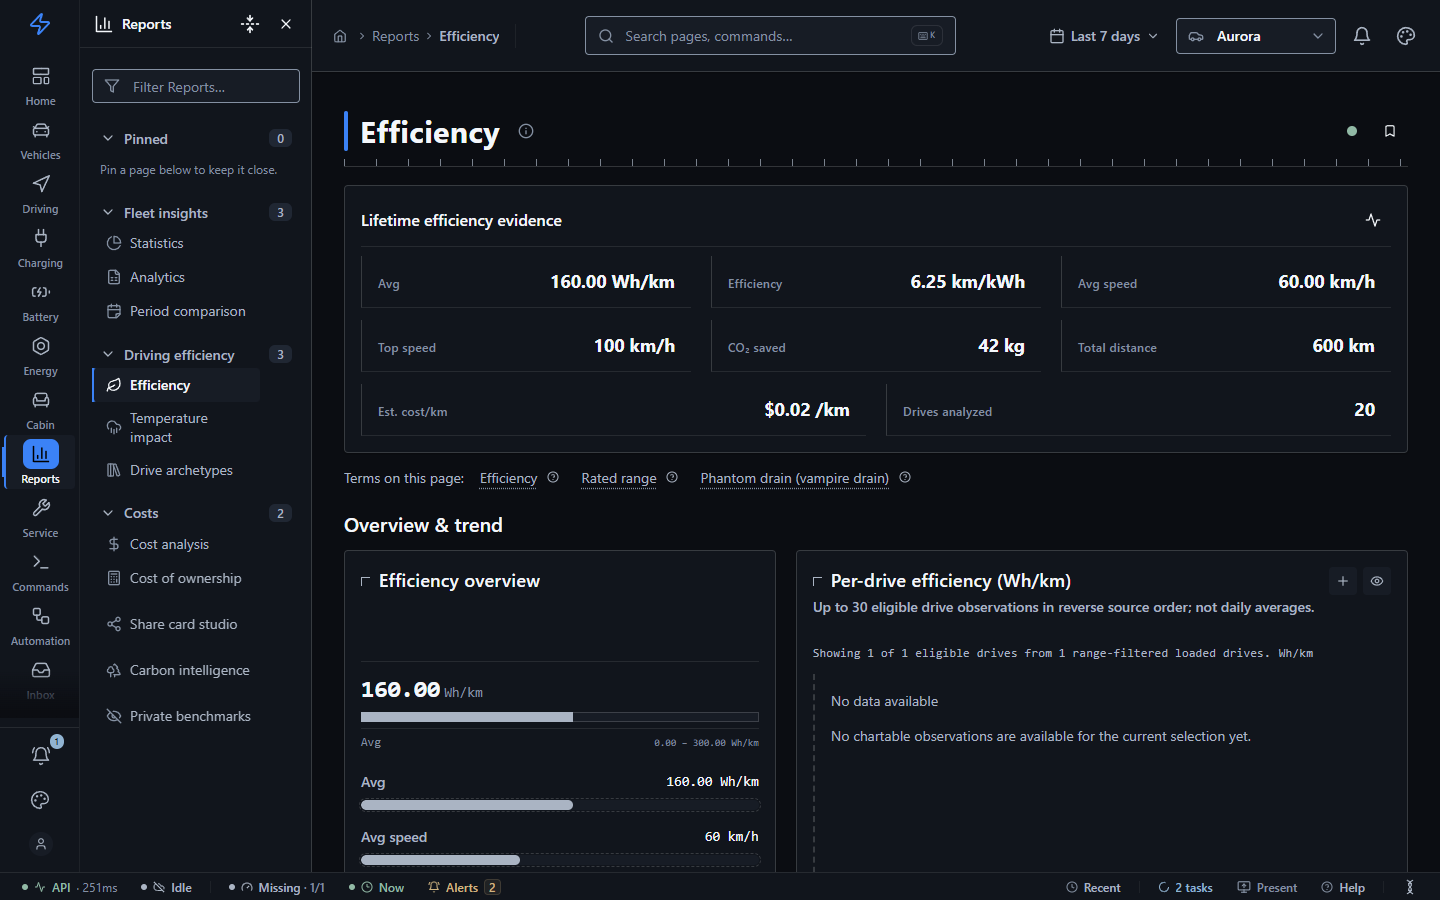 Reports
Reports
Efficiency
Search pages, commands...
K
Last 7 days
Aurora
Home
Vehicles
Driving
Charging
Battery
Energy
Cabin
Reports
Service
Commands
Automation
Inbox
1
Filter Reports...
Pinned
0
Pin a page below to keep it close.
Fleet insights
3
Statistics
Analytics
Period comparison
Driving efficiency
3
Efficiency
Temperature
impact
Drive archetypes
Costs
2
Cost analysis
Cost of ownership
Share card studio
Carbon intelligence
Private benchmarks
Efficiency
Lifetime efficiency evidence
Avg
160.00 Wh/km
Efficiency
6.25 km/kWh
Avg speed
60.00 km/h
Top speed
100 km/h
CO₂ saved
42 kg
Total distance
600 km
Est. cost/km
$0.02 /km
Drives analyzed
20
Terms on this page:
Efficiency
Rated range
Phantom drain (vampire drain)
Overview & trend
Efficiency overview
160.00 Wh/km
Avg
0.00 – 300.00 Wh/km
Avg
160.00 Wh/km
Avg speed
60 km/h
Per-drive efficiency (Wh/km)
Up to 30 eligible drive observations in reverse source order; not daily averages.
Showing 1 of 1 eligible drives from 1 range-filtered loaded drives. Wh/km
No data available
No chartable observations are available for the current selection yet.
API · 251ms
Idle
Missing · 1/1
Now
Alerts 2
Recent
2 tasks
Present
Help